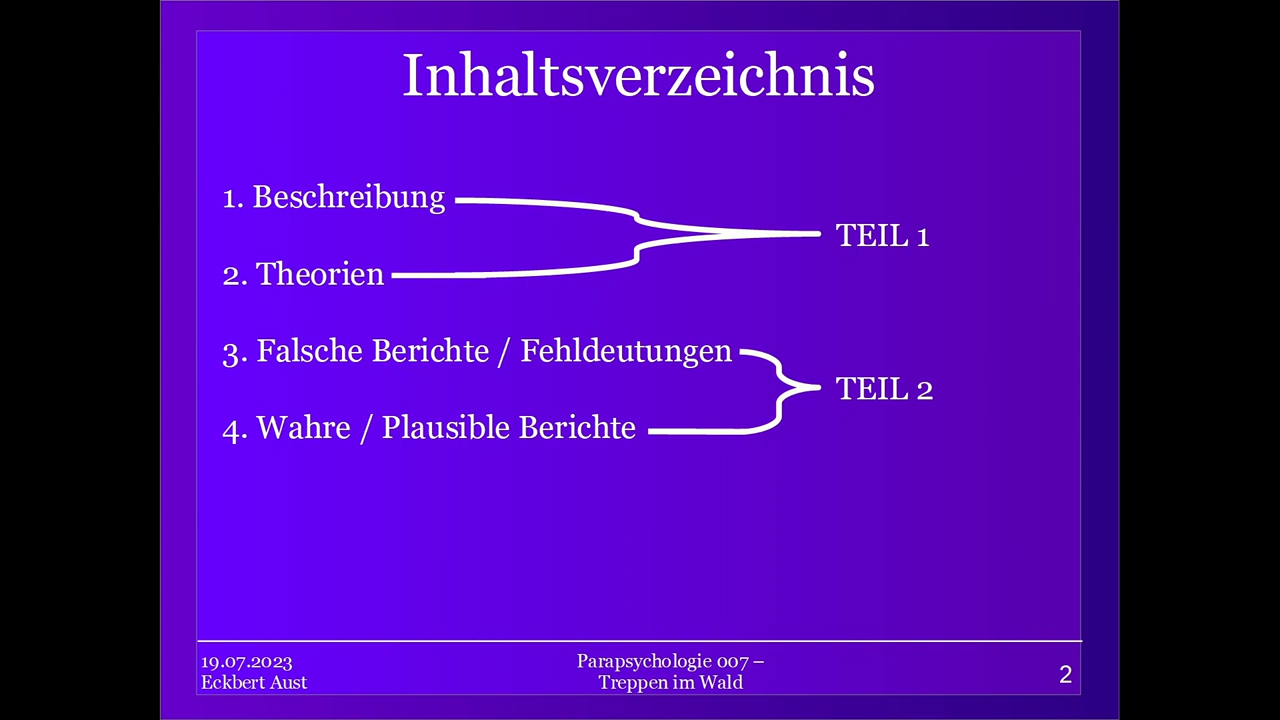 Inhaltsverzeichnis
1. Beschreibung
TEIL 1
2. Theorien
3. Falsche Berichte / Fehldeutungen
TEIL 2
4. Wahre / Plausible Berichte
19.07.2023
Eckbert Aust
Parapsychologie 007 –
Treppen im Wald
2